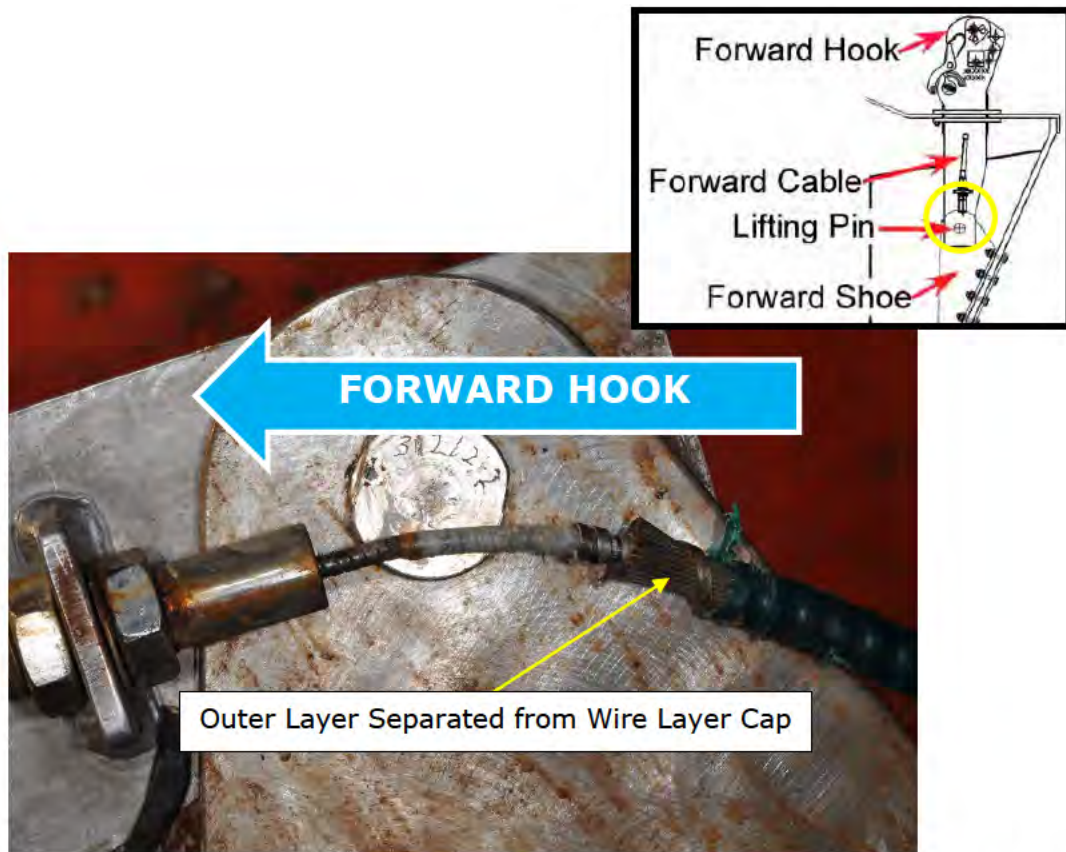 Forward Hook
Forward Cable
Lifting Pin
Forward Shoe
FORWARD HOOK
Outer Layer Separated from Wire Layer Cap